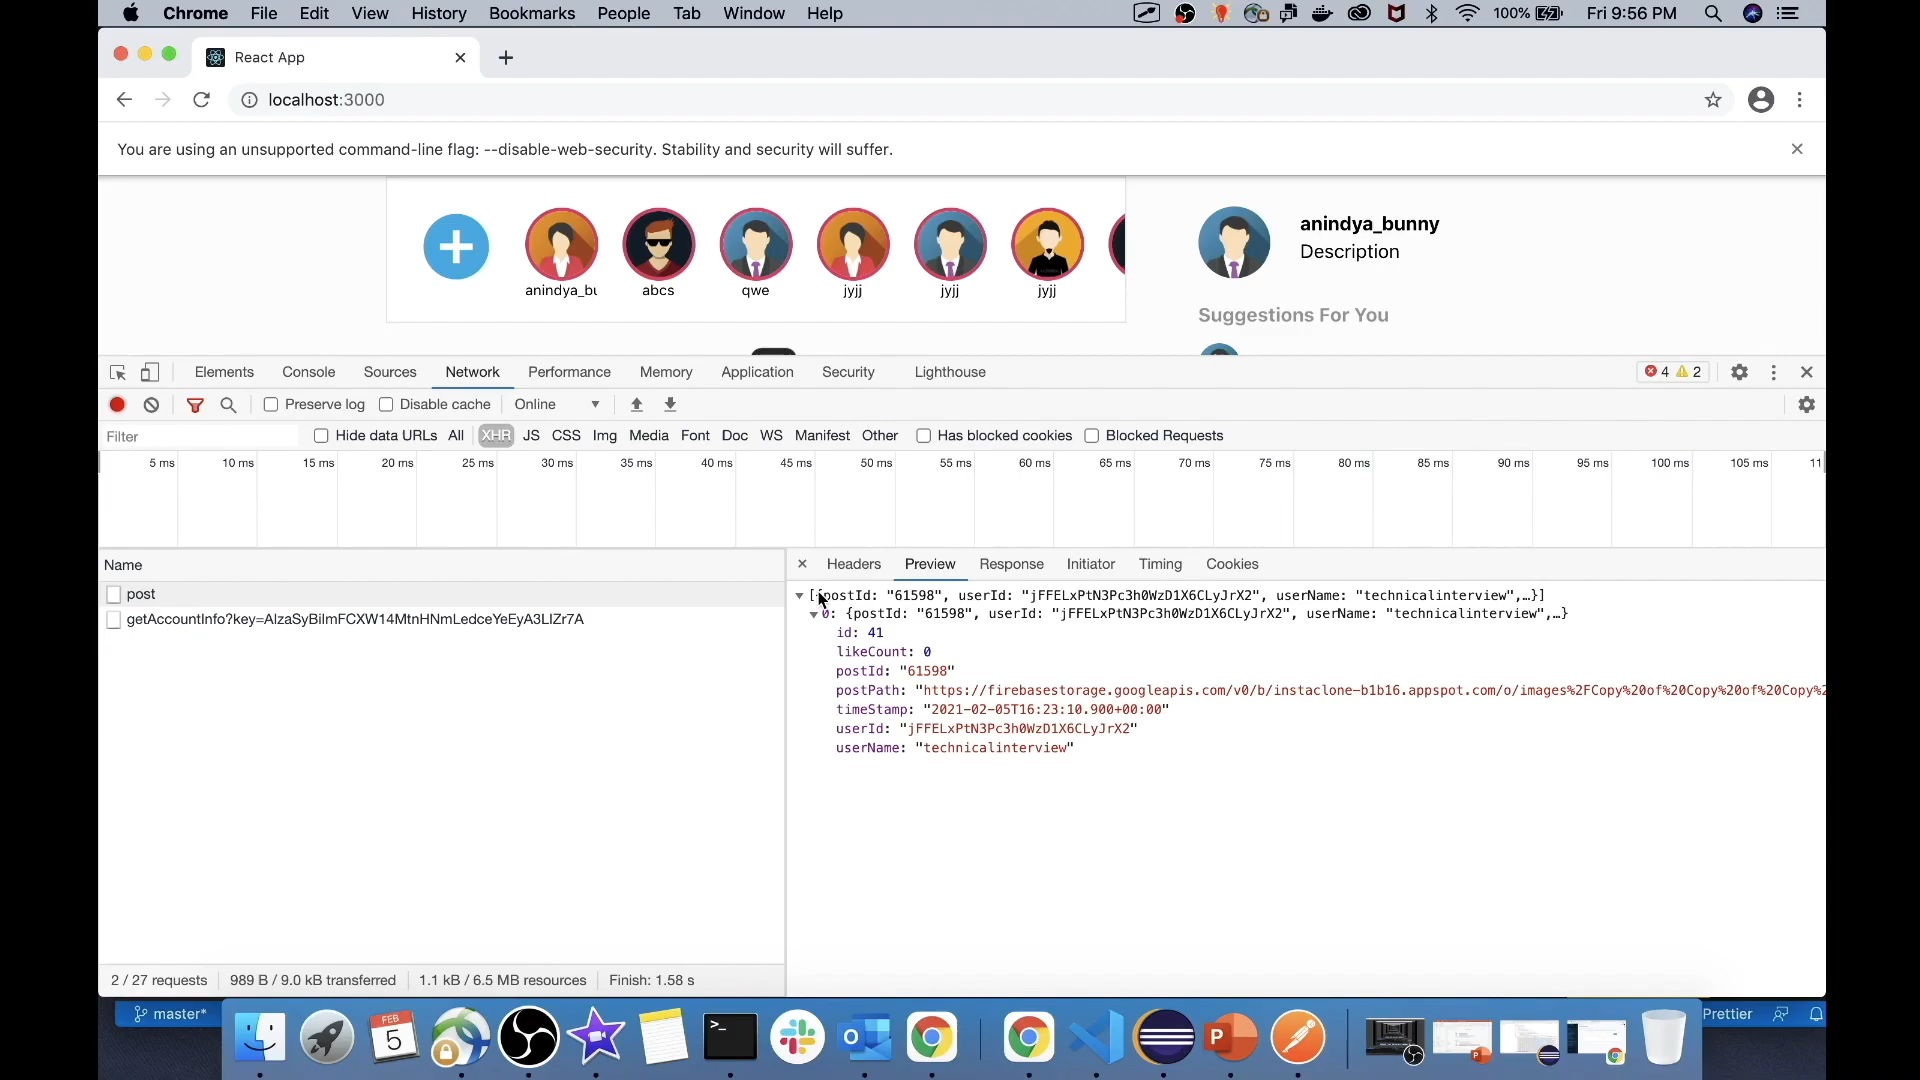 Chrome File Edit View History Bookmarks People Tab Window Help 100% Fri 9:56 PM
React App
localhost:3000
You are using an unsupported command-line flag: --disable-web-security. Stability and security will suffer.
anindya_bunny
Description
anindya_bu abcs qwe jyjj jyjj jyjj
Suggestions For You
Elements Console Sources Network Performance Memory Application Security Lighthouse 4 2
Preserve log Disable cache Online
Filter Hide data URLs All XHR JS CSS Img Media Font Doc WS Manifest Other Has blocked cookies Blocked Requests
5 ms 10 ms 15 ms 20 ms 25 ms 30 ms 35 ms 40 ms 45 ms 50 ms 55 ms 60 ms 65 ms 70 ms 75 ms 80 ms 85 ms 90 ms 95 ms 100 ms 105 ms 11
Name
Headers Preview Response Initiator Timing Cookies
post
getAccountInfo?key=AIzaSyBilmFCXW14MtnHNmLedceYeEyA3LIZr7A
[{postId: "61598", userId: "jFFELxPtN3Pc3h0WzD1X6CLyJrX2", userName: "technicalinterview",…}]
0: {postId: "61598", userId: "jFFELxPtN3Pc3h0WzD1X6CLyJrX2", userName: "technicalinterview",…}
id: 41
likeCount: 0
postId: "61598"
postPath: "https://firebasestorage.googleapis.com/v0/b/instaclone-b1b16.appspot.com/o/images%2FCopy%20of%20Copy%20of%20Copy%2
timeStamp: "2021-02-05T16:23:10.900+00:00"
userId: "jFFELxPtN3Pc3h0WzD1X6CLyJrX2"
userName: "technicalinterview"
2 / 27 requests 989 B / 9.0 kB transferred 1.1 kB / 6.5 MB resources Finish: 1.58 s
master* Prettier
FEB
5